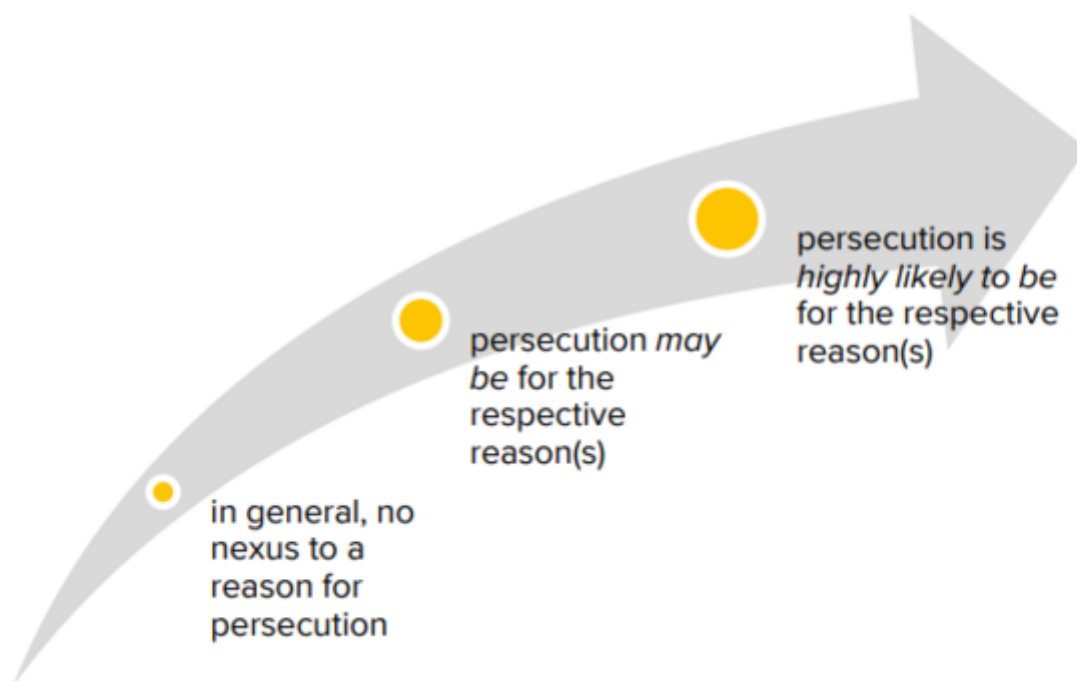 in general, no
nexus to a
reason for
persecution
persecution may
be for the
respective
reason(s)
persecution is
highly likely to be
for the respective
reason(s)